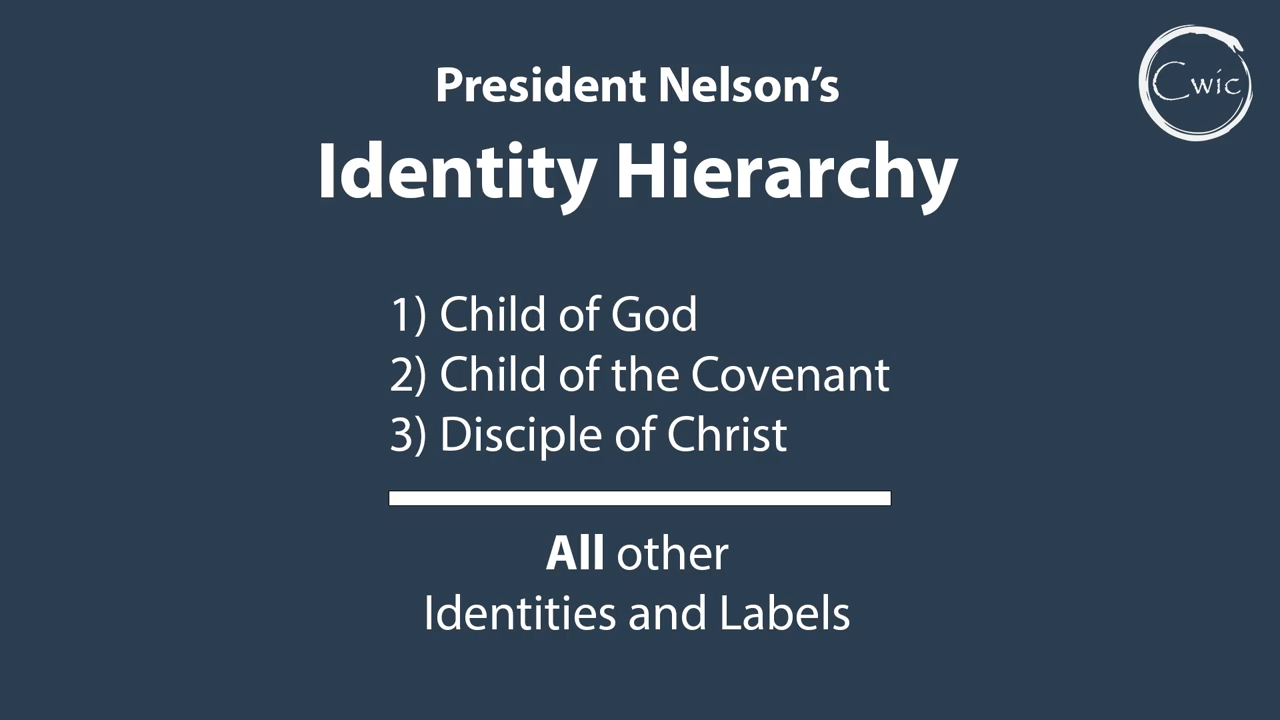 President Nelson’s
Identity Hierarchy
Cwic
1) Child of God
2) Child of the Covenant
3) Disciple of Christ
All other
Identities and Labels